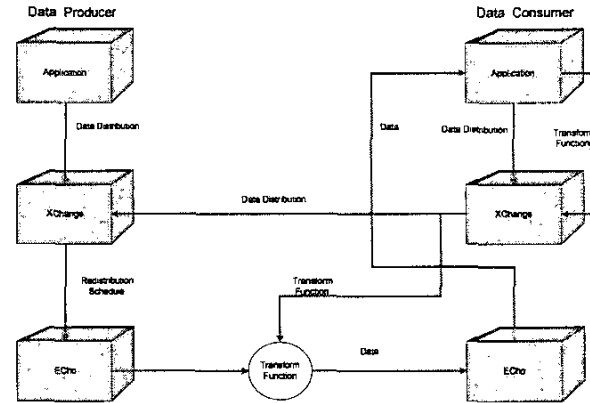 Data Producer
Data Consumer
Application
Application
Data Distribution
Data
Data Distribution
Transform
Function
XChange
Data Distribution
XChange
Redistribution
Schedule
Transform
Function
ECho
Transform
Function
Data
ECho